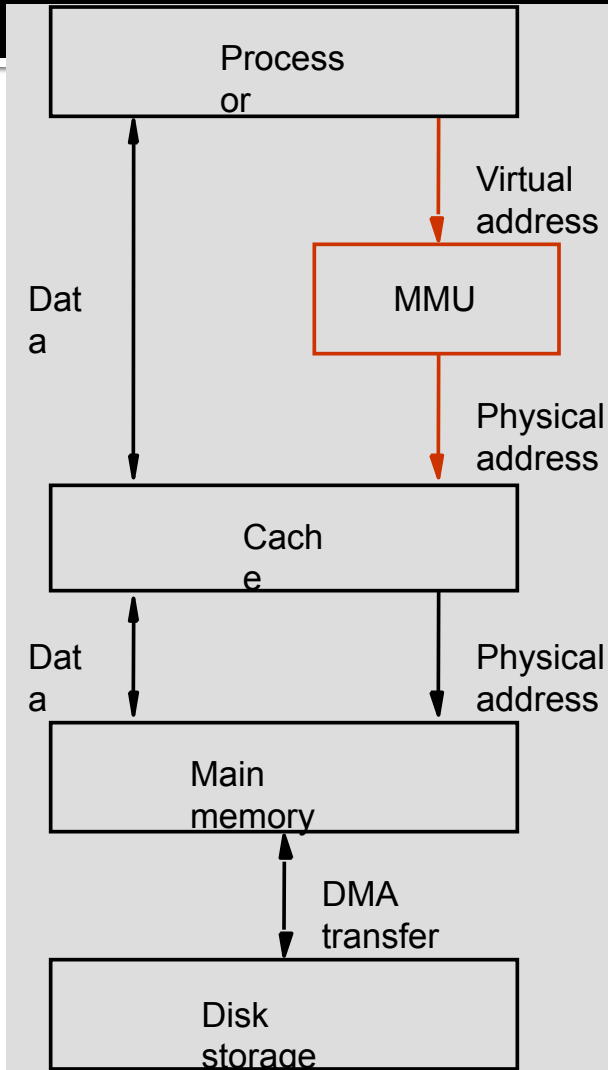 Process
or
Virtual
address
Dat
a
MMU
Physical
address
Cach
e
Dat
a
Physical
address
Main
memory
DMA
transfer
Disk
storage